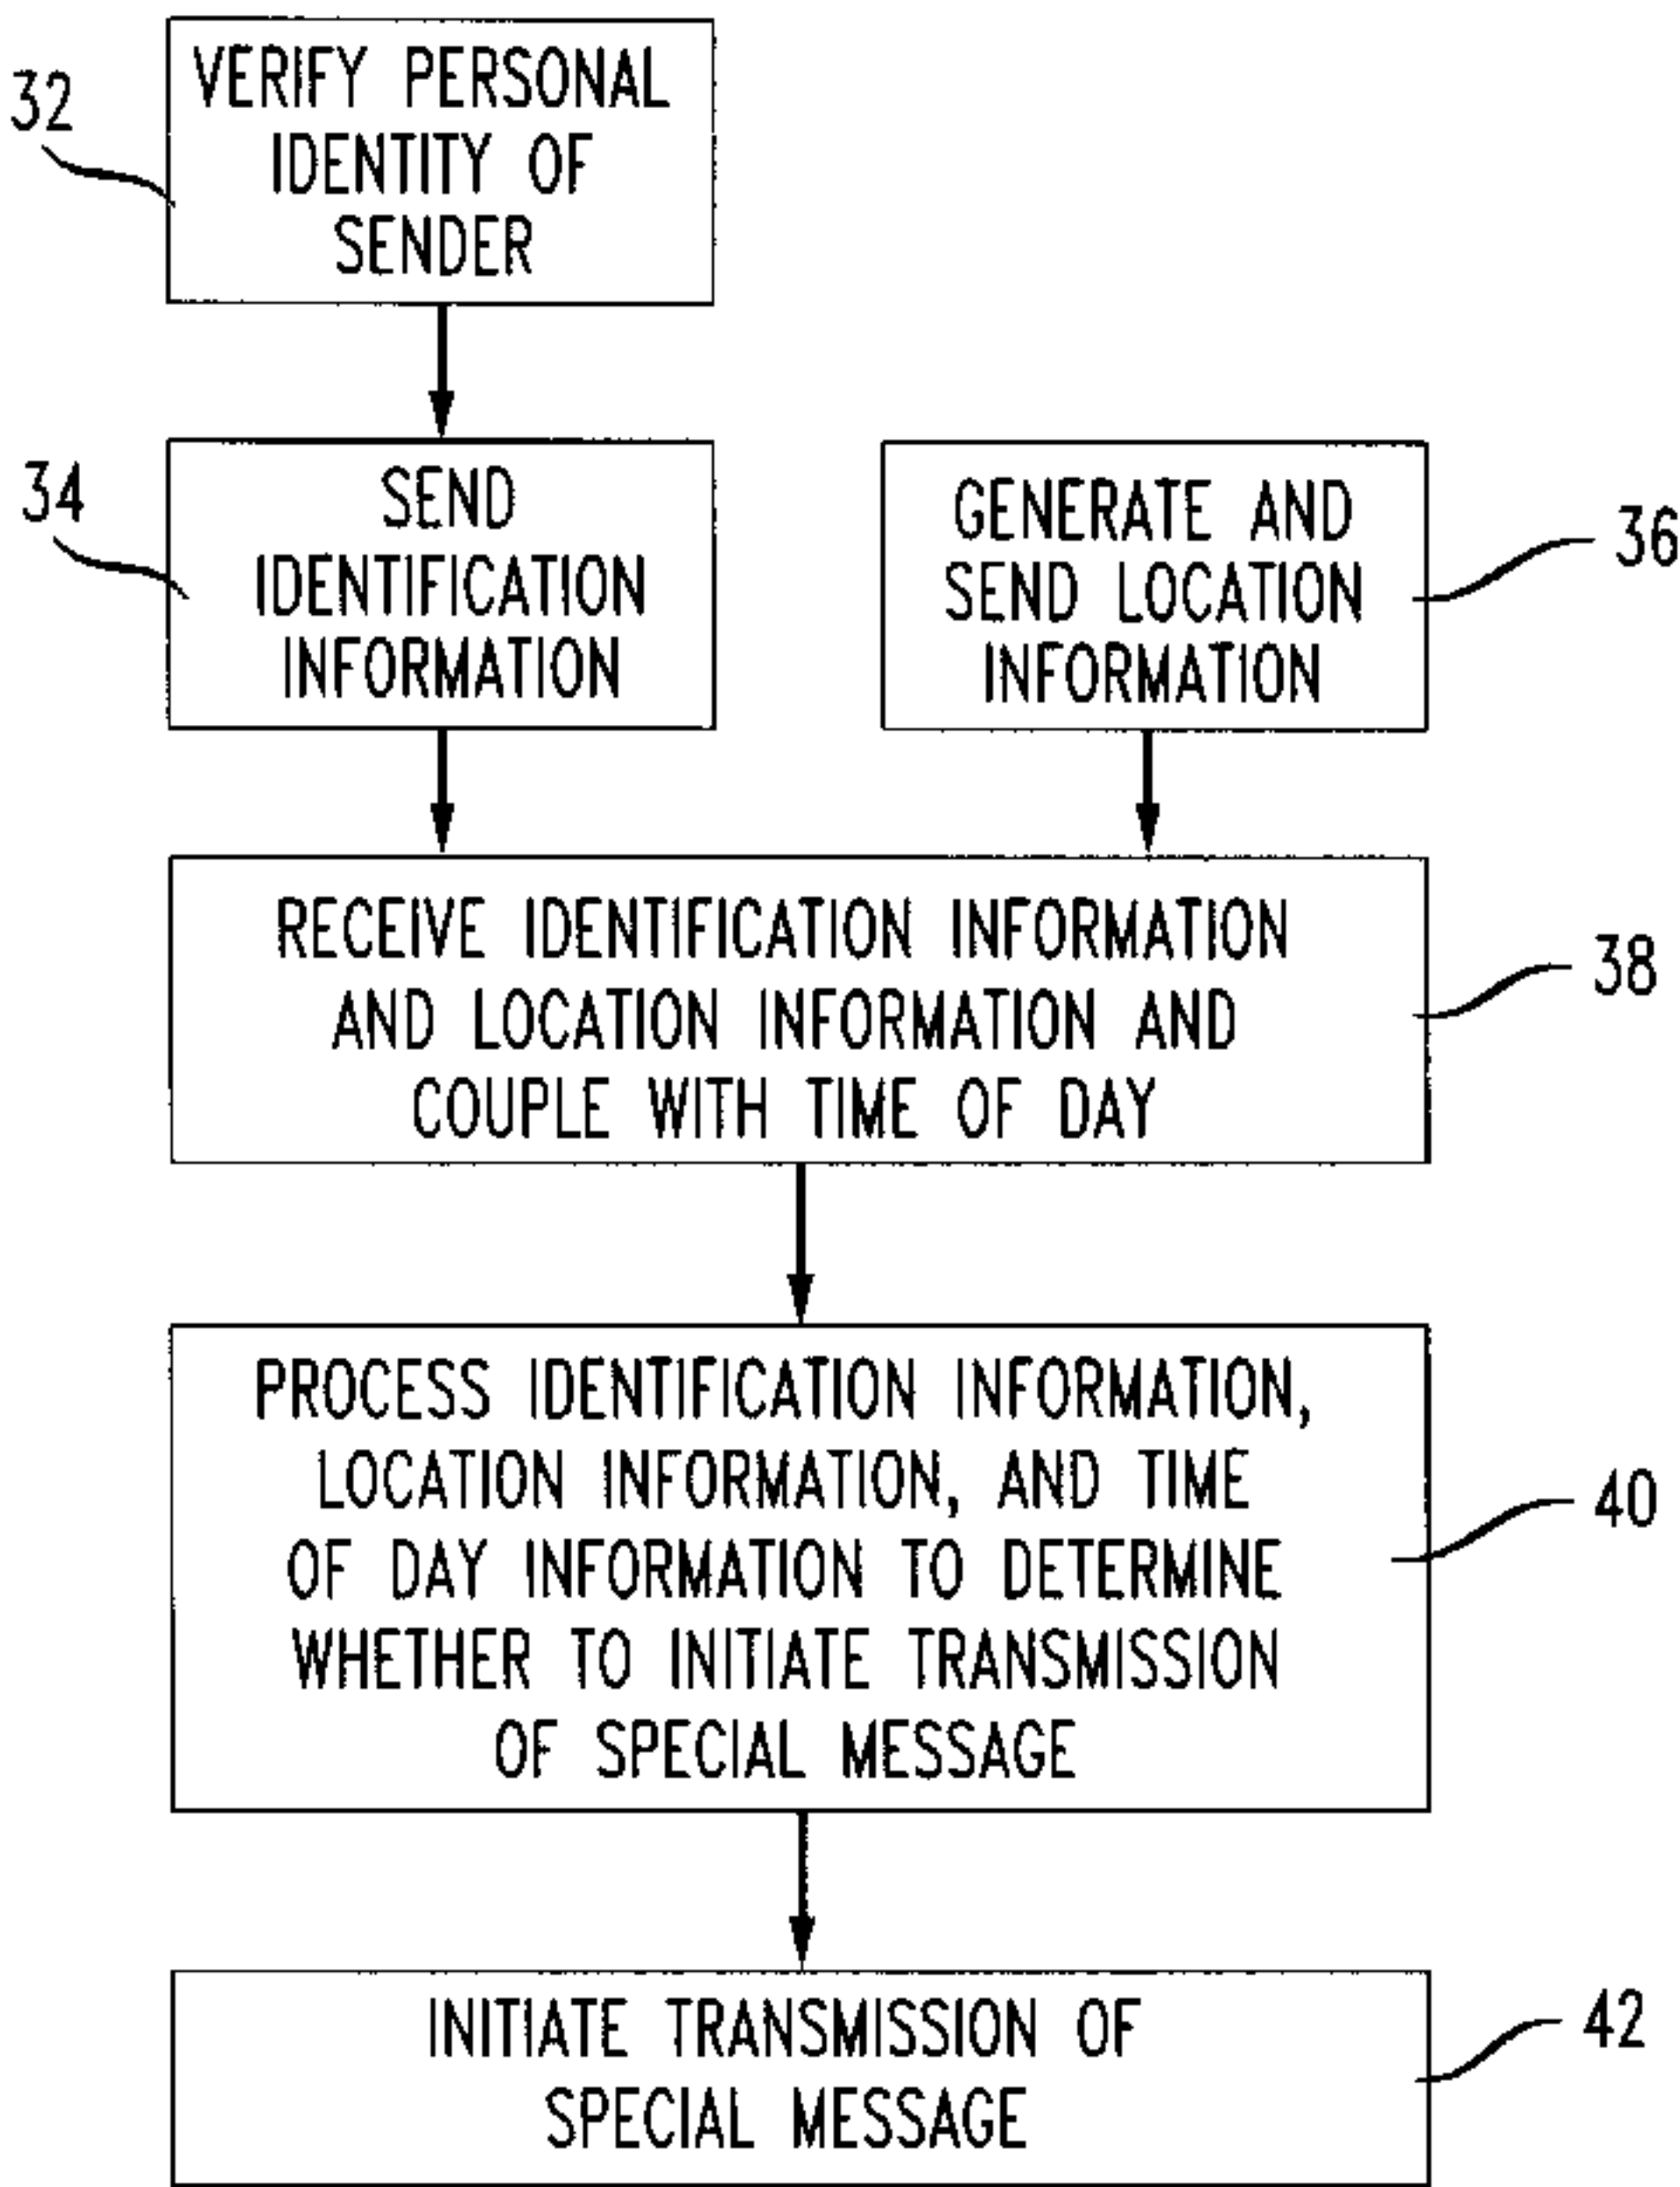 32
VERIFY PERSONAL
IDENTITY OF
SENDER
34
SEND
IDENTIFICATION
INFORMATION
GENERATE AND
SEND LOCATION
INFORMATION
36
RECEIVE IDENTIFICATION INFORMATION
AND LOCATION INFORMATION AND
COUPLE WITH TIME OF DAY
38
PROCESS IDENTIFICATION INFORMATION,
LOCATION INFORMATION, AND TIME
OF DAY INFORMATION TO DETERMINE
WHETHER TO INITIATE TRANSMISSION
OF SPECIAL MESSAGE
40
INITIATE TRANSMISSION OF
SPECIAL MESSAGE
42